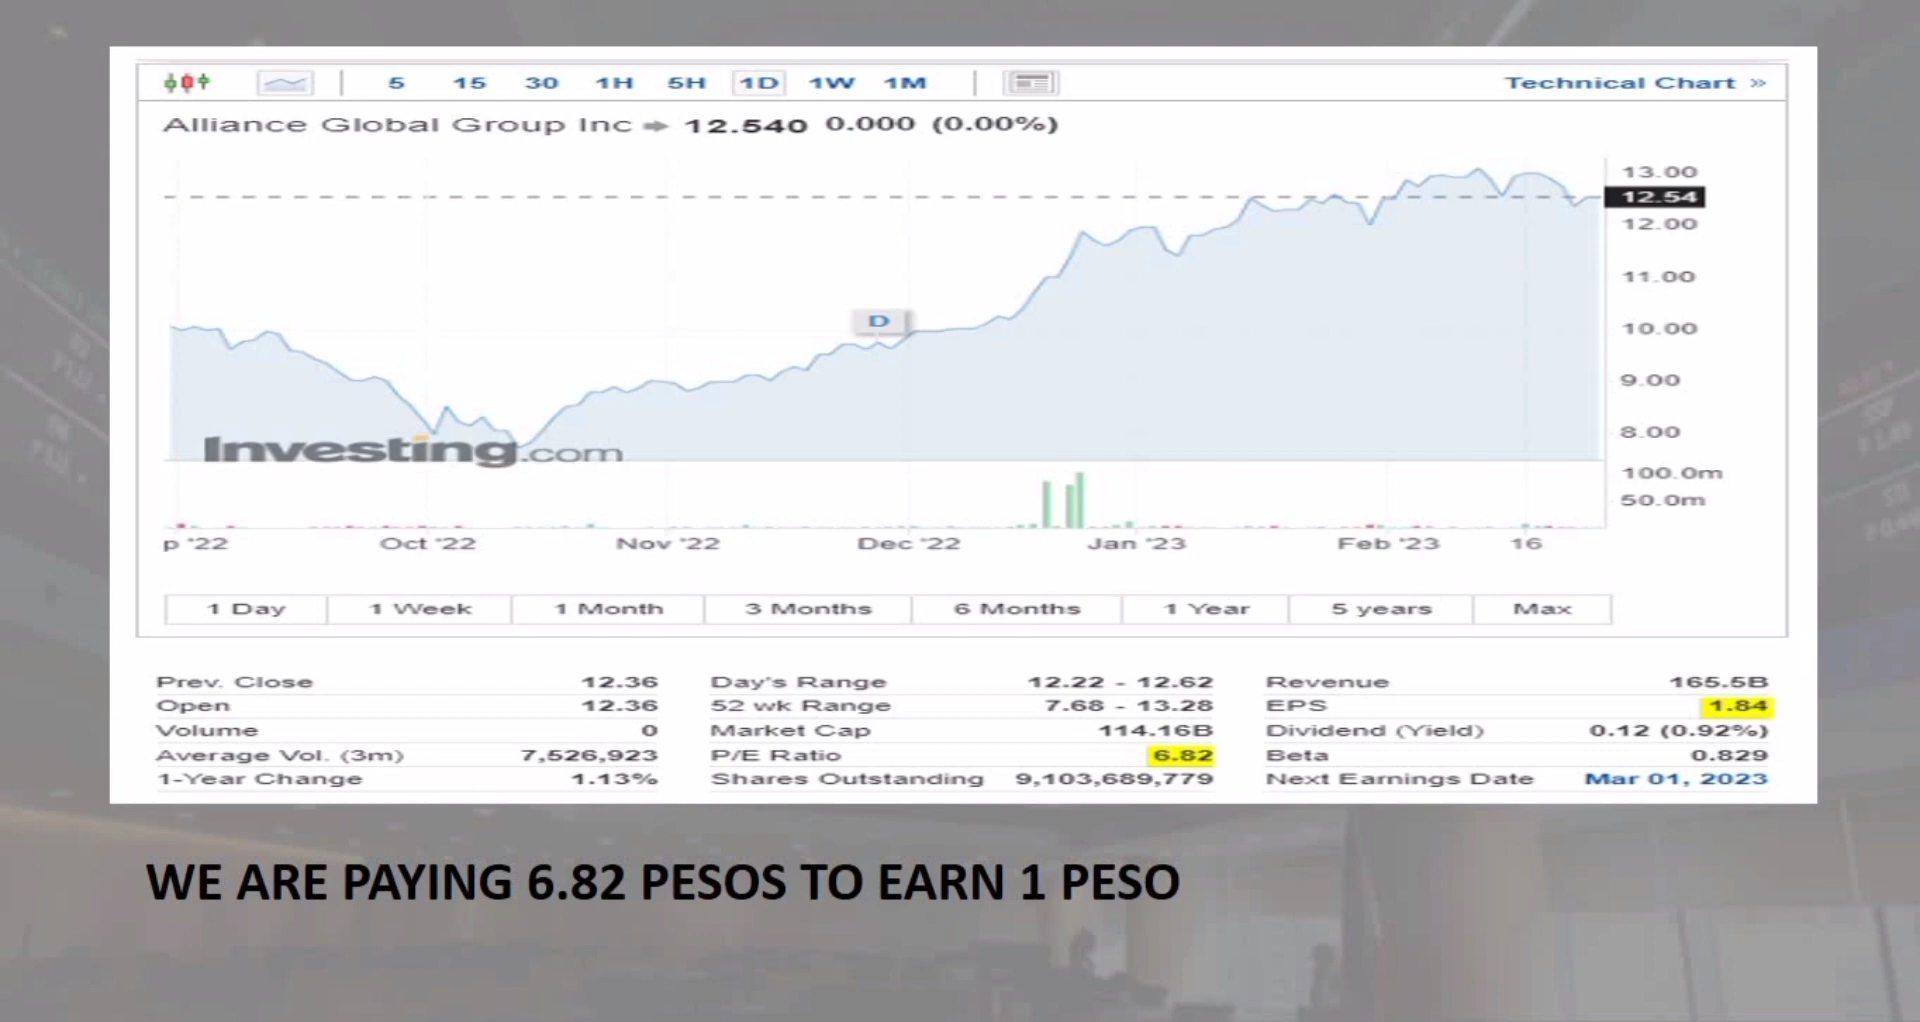 5 15 30 1H 5H 1D 1W 1M Technical Chart »
Alliance Global Group Inc 12.540 0.000 (0.00%)
13.00
12.54
12.00
11.00
D
10.00
9.00
8.00
Investing.com
100.0m
50.0m
p '22 Oct '22 Nov '22 Dec '22 Jan '23 Feb '23 16
1 Day 1 Week 1 Month 3 Months 6 Months 1 Year 5 years Max
Prev. Close 12.36 Day's Range 12.22 - 12.62 Revenue 165.5B
Open 12.36 52 wk Range 7.68 - 13.28 EPS 1.84
Volume 0 Market Cap 114.16B Dividend (Yield) 0.12 (0.92%)
Average Vol. (3m) 7,526,923 P/E Ratio 6.82 Beta 0.829
1-Year Change 1.13% Shares Outstanding 9,103,689,779 Next Earnings Date Mar 01, 2023
WE ARE PAYING 6.82 PESOS TO EARN 1 PESO